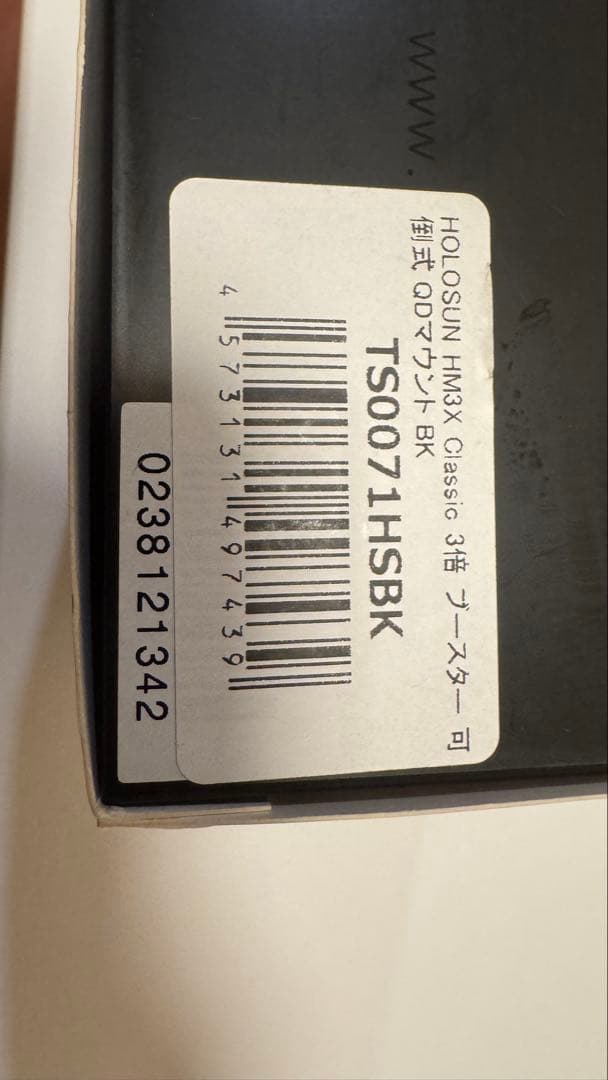 www.
HOLOSUN HM3X Classic 3倍 ブースター 可
倒式 QDマウント BK
TS0071HSBK
4 573131 497439
0238121342